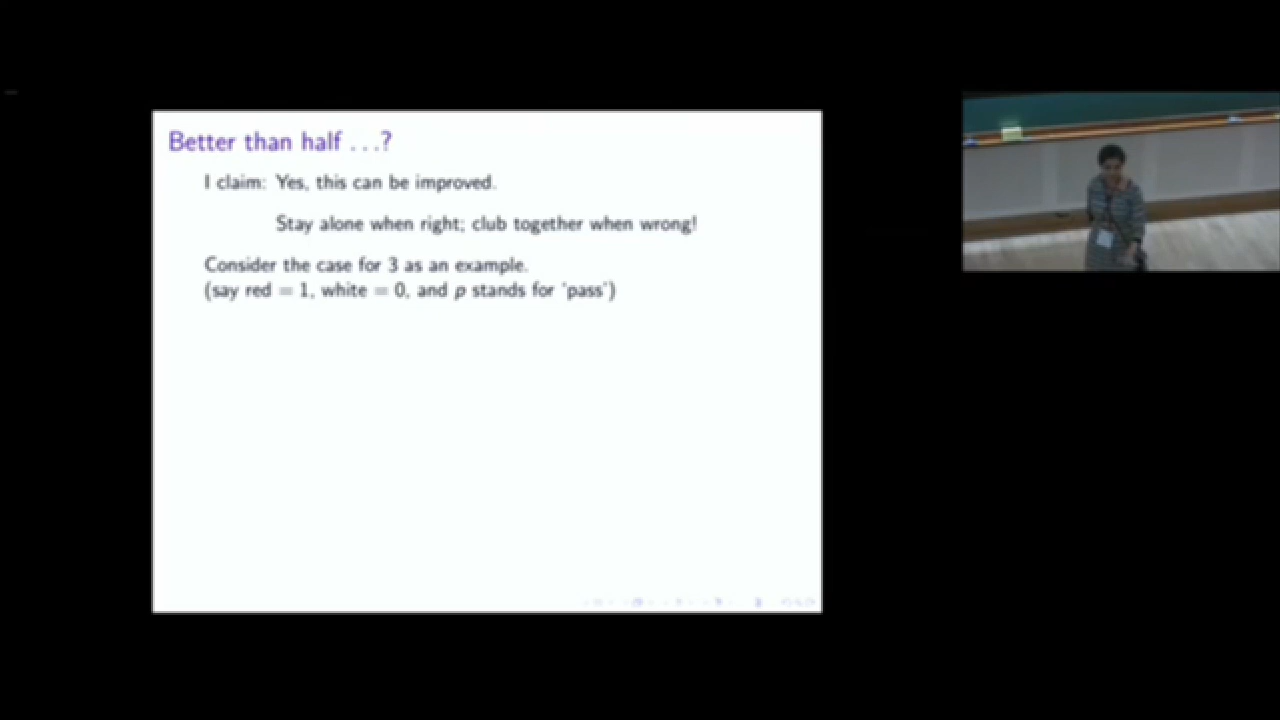 Better than half ...?
I claim: Yes, this can be improved.
Stay alone when right; club together when wrong!
Consider the case for 3 as an example.
(say red = 1, white = 0, and p stands for 'pass')